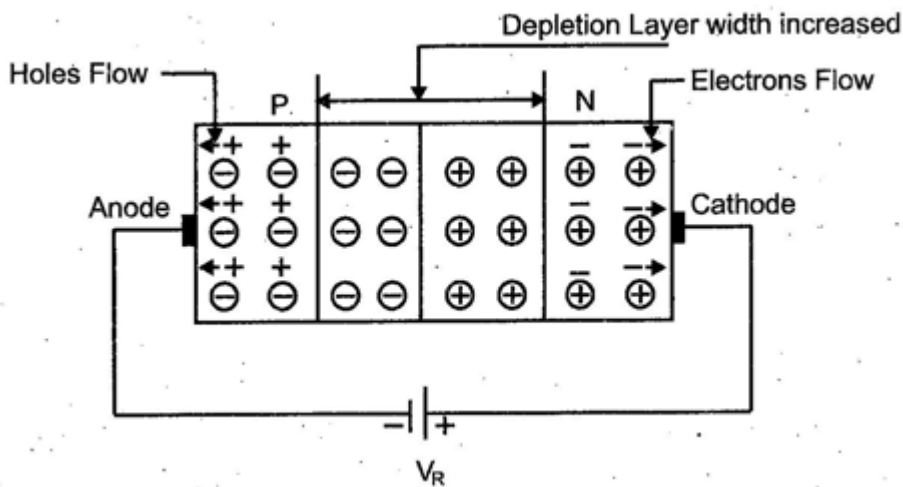 Depletion Layer width increased
Holes Flow
P
N
Electrons Flow
Anode
Cathode
− +
V_R